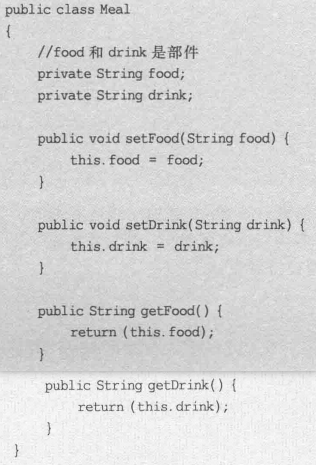 public class Meal
{
//food 和 drink 是部件
private String food;
private String drink;
public void setFood(String food) {
this.food = food;
}
public void setDrink(String drink) {
this.drink = drink;
}
public String getFood() {
return (this.food);
}
public String getDrink() {
return (this.drink);
}
}